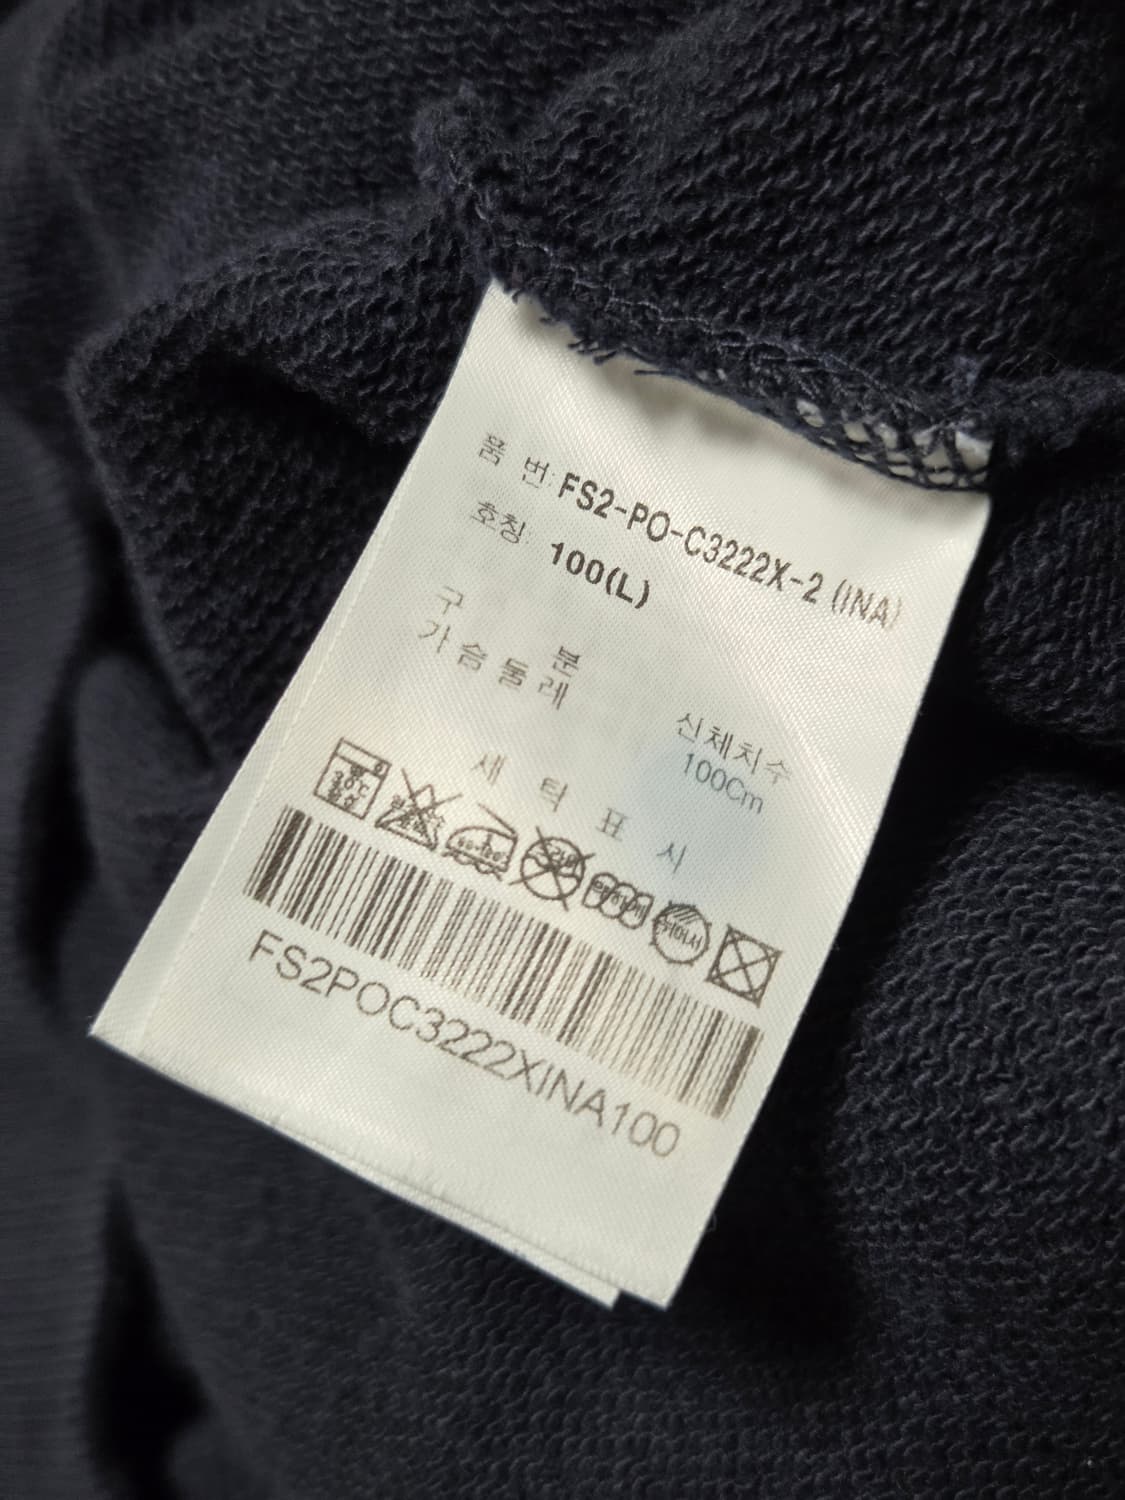 품 번: FS2-PO-C3222X-2 (INA)
호칭 100(L)
구 분 신체치수
가슴둘레 100Cm
세 탁 표 시
30℃
FS2POC3222XINA100